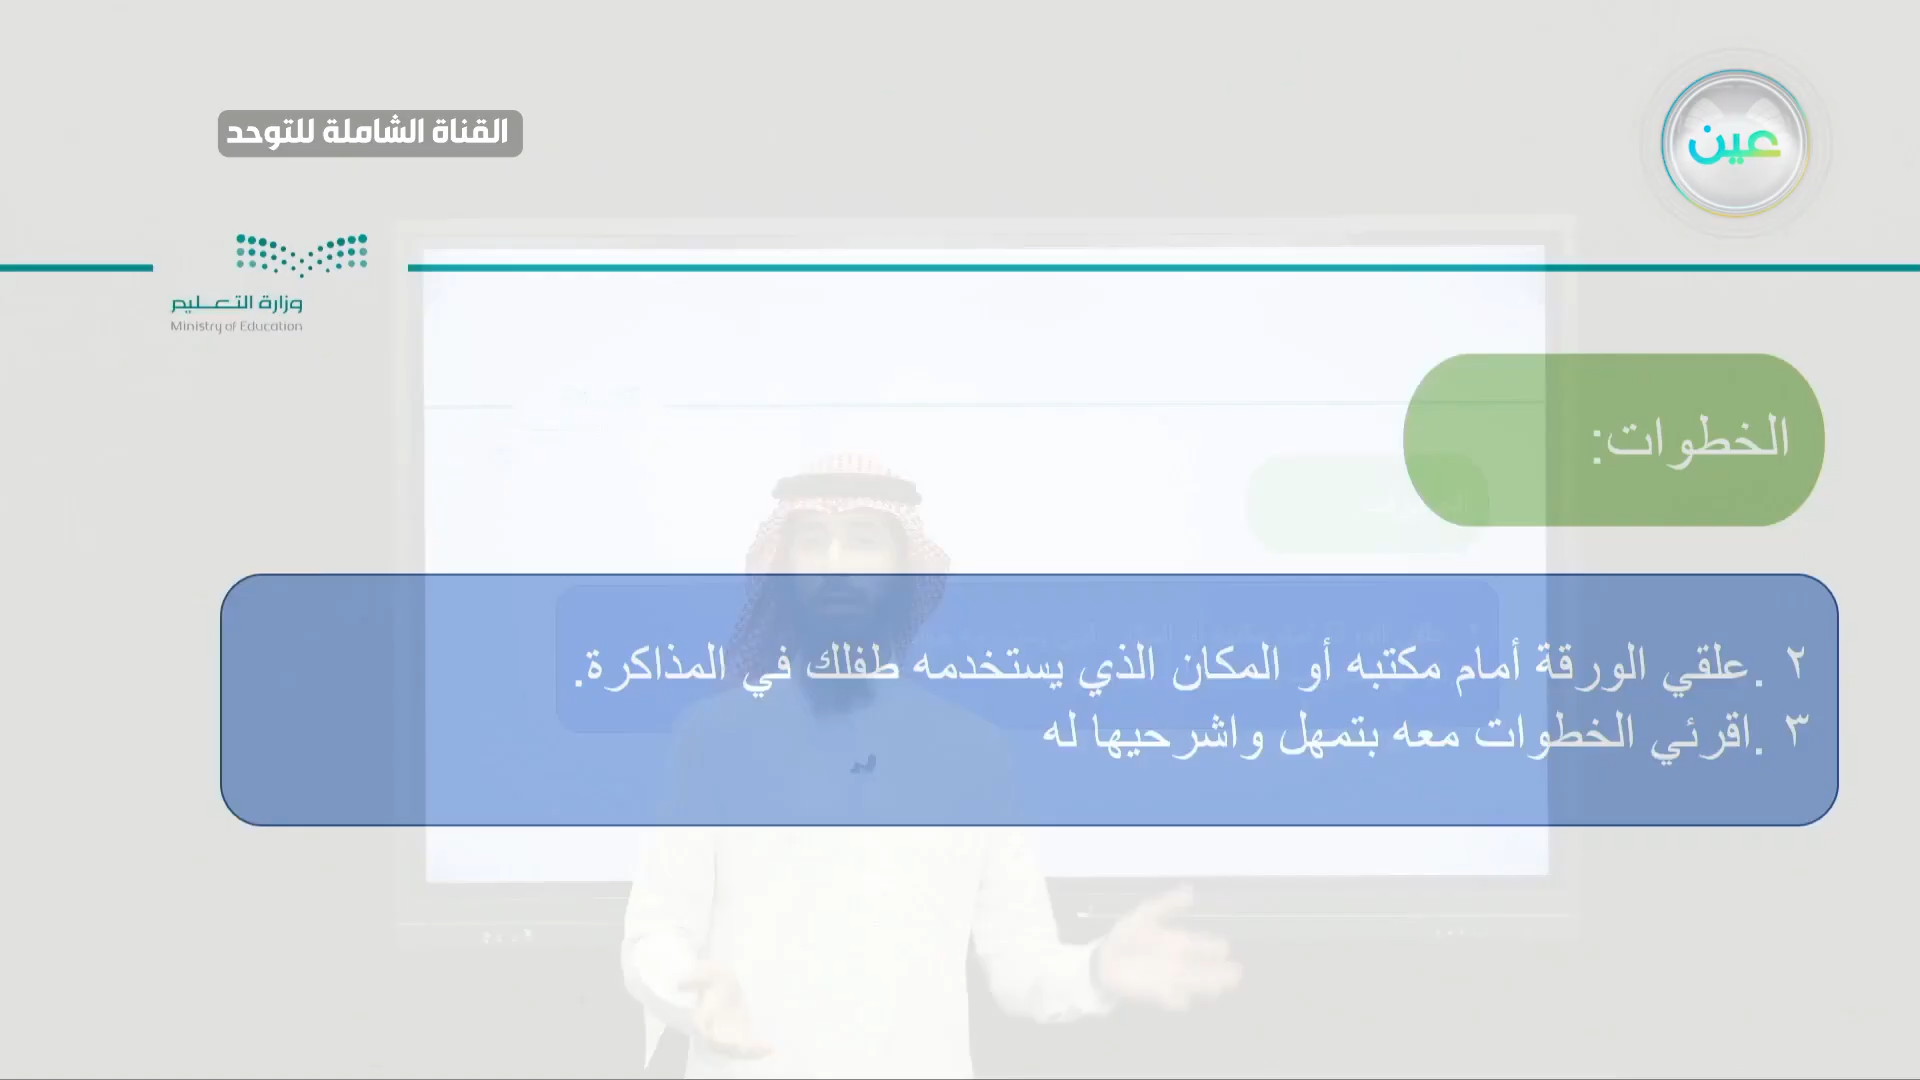 القناة الشاملة للتوحد
عين
وزارة التعليم
Ministry of Education
الخطوات:
٢ .علقي الورقة أمام مكتبه أو المكان الذي يستخدمه طفلك في المذاكرة.
٣ .اقرئي الخطوات معه بتمهل واشرحيها له